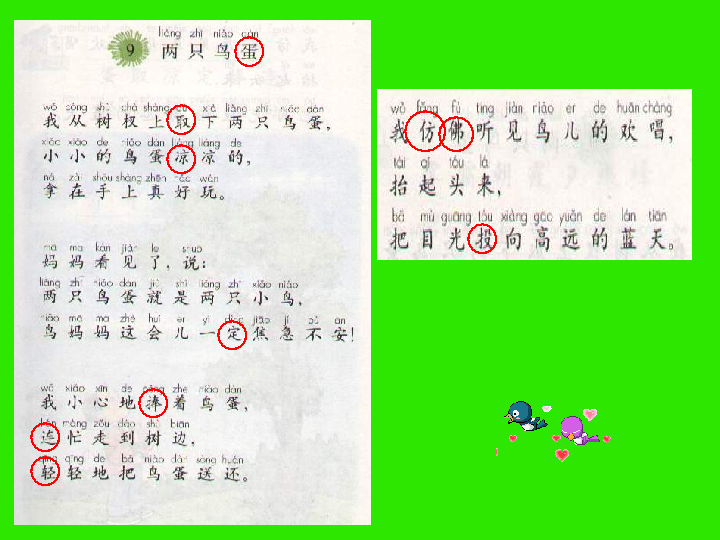 liǎng zhī niǎo dàn
9 两只鸟蛋
wǒ cóng shù chà shàng qǔ xià liǎng zhī niǎo dàn
我从树杈上取下两只鸟蛋，
xiǎo xiǎo de niǎo dàn liáng liáng de
小小的鸟蛋凉凉的，
ná zài shǒu shàng zhēn hǎo wán
拿在手上真好玩。
mā ma kàn jiàn le shuō
妈妈看见了，说：
liǎng zhī niǎo dàn jiù shì liǎng zhī xiǎo niǎo
两只鸟蛋就是两只小鸟，
niǎo mā ma zhè huì er yí dìng jiāo jí bù ān
鸟妈妈这会儿一定焦急不安！
wǒ xiǎo xīn de pěng zhe niǎo dàn
我小心地捧着鸟蛋，
lián máng zǒu dào shù biān
连忙走到树边，
qīng qīng de bǎ niǎo dàn sòng huán
轻轻地把鸟蛋送还。
wǒ fǎng fú tīng jiàn niǎo er de huān chàng
我仿佛听见鸟儿的欢唱，
tái qǐ tóu lái
抬起头来，
bǎ mù guāng tóu xiàng gāo yuǎn de lán tiān
把目光投向高远的蓝天。